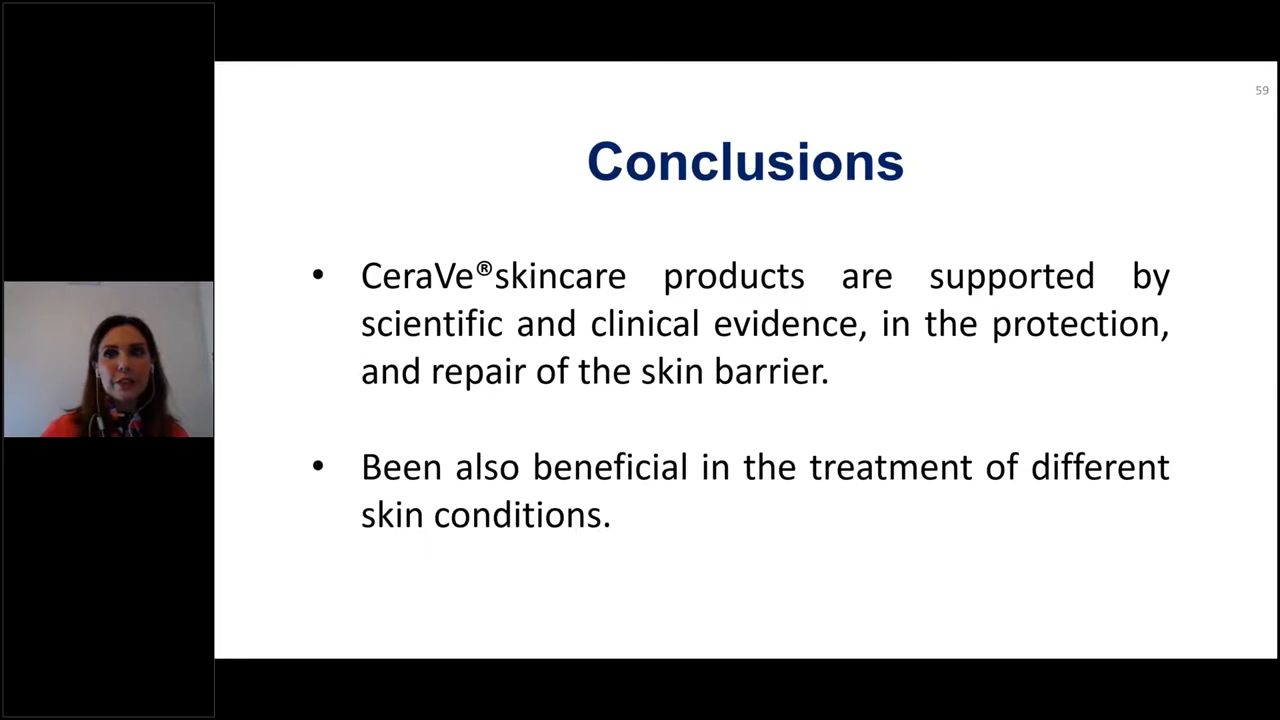 59
Conclusions
• CeraVe®skincare products are supported by
scientific and clinical evidence, in the protection,
and repair of the skin barrier.
• Been also beneficial in the treatment of different
skin conditions.